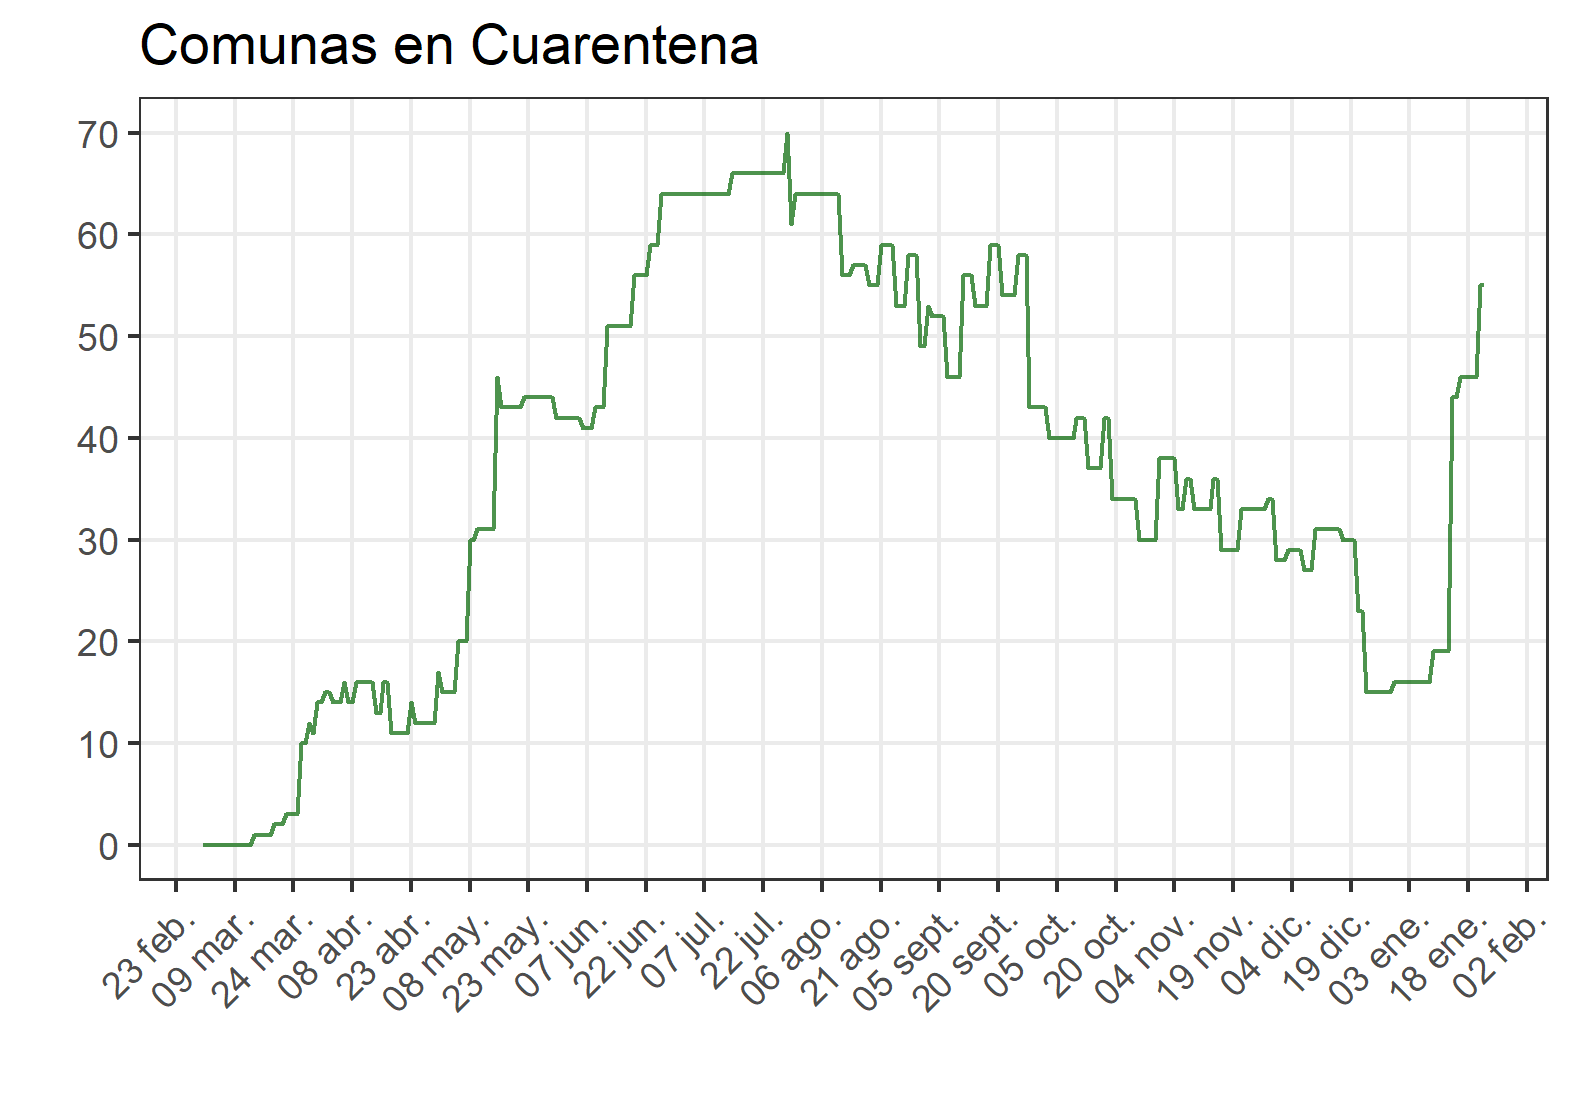 Comunas en Cuarentena
70
60
50
40
30
20
10
0
23 feb.
09 mar.
24 mar.
08 abr.
23 abr.
08 may.
23 may.
07 jun.
22 jun.
07 jul.
22 jul.
06 ago.
21 ago.
05 sept.
20 sept.
05 oct.
20 oct.
04 nov.
19 nov.
04 dic.
19 dic.
03 ene.
18 ene.
02 feb.